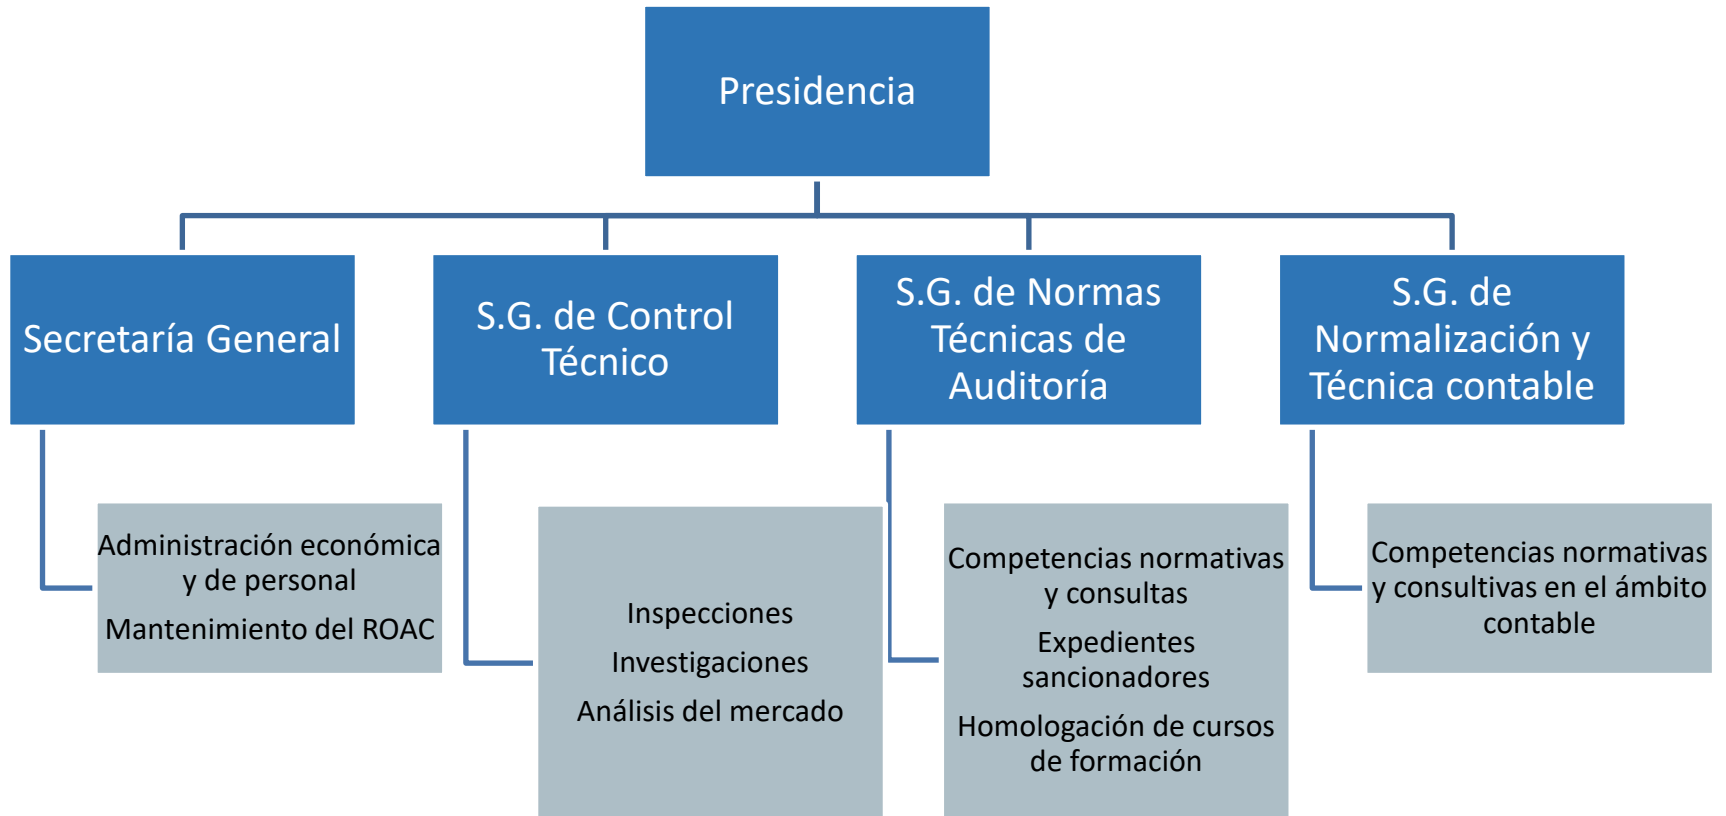 Presidencia
Secretaría General
S.G. de Control
Técnico
S.G. de Normas
Técnicas de
Auditoría
S.G. de
Normalización y
Técnica contable
Administración económica
y de personal
Mantenimiento del ROAC
Inspecciones
Investigaciones
Análisis del mercado
Competencias normativas
y consultas
Expedientes
sancionadores
Homologación de cursos
de formación
Competencias normativas
y consultivas en el ámbito
contable